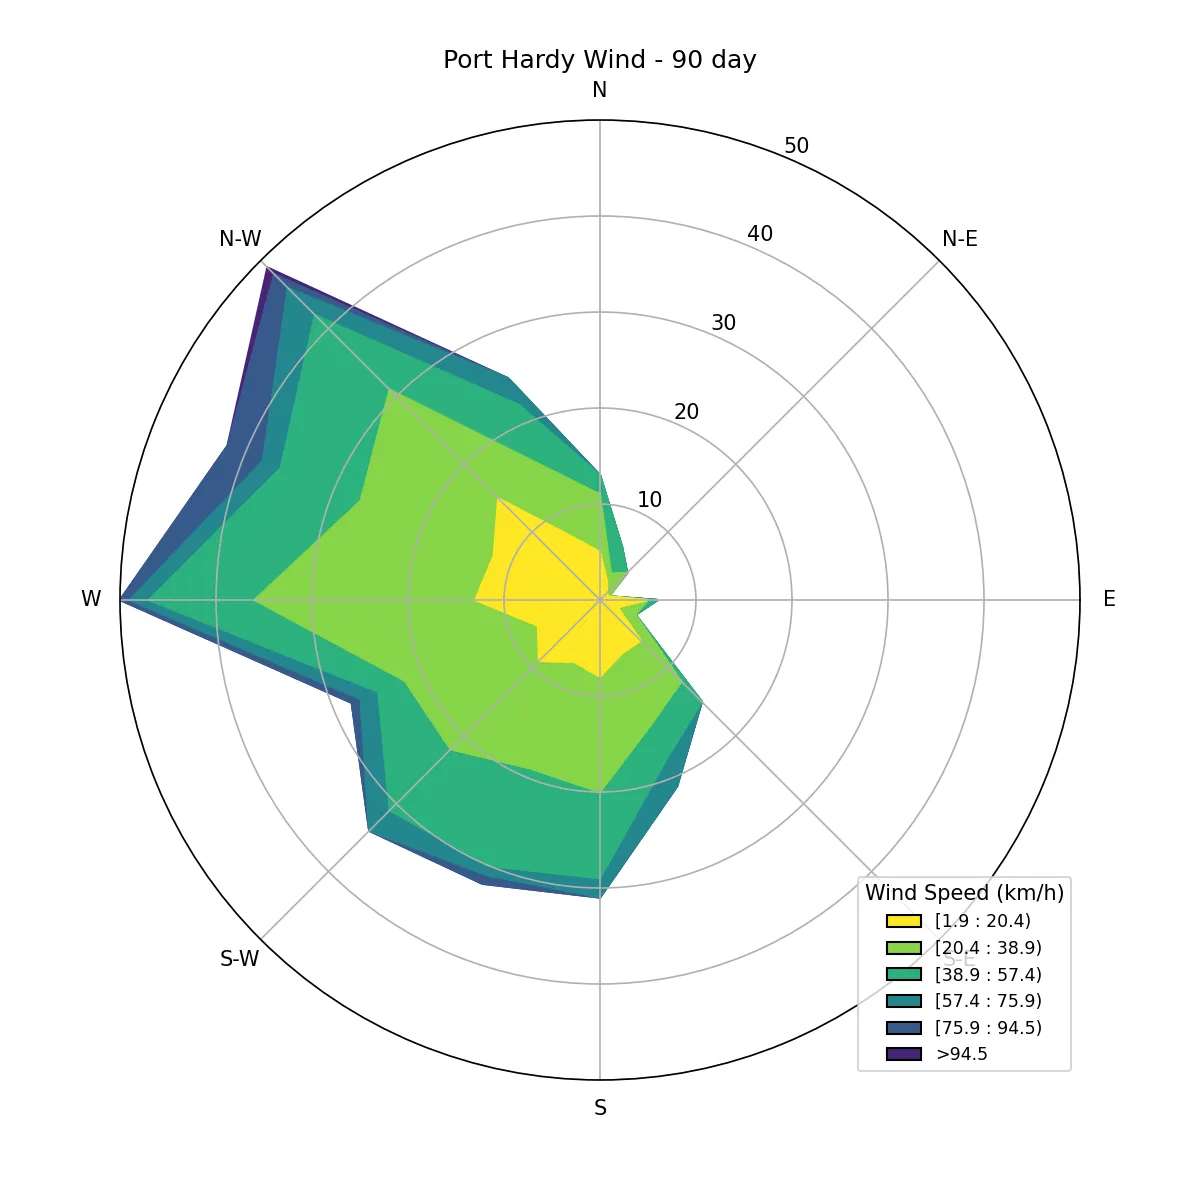 Port Hardy Wind - 90 day
N
50
N-W
40
N-E
30
20
10
W
E
S-W
S-E
S
Wind Speed (km/h)
[1.9 : 20.4)
[20.4 : 38.9)
[38.9 : 57.4)
[57.4 : 75.9)
[75.9 : 94.5)
>94.5